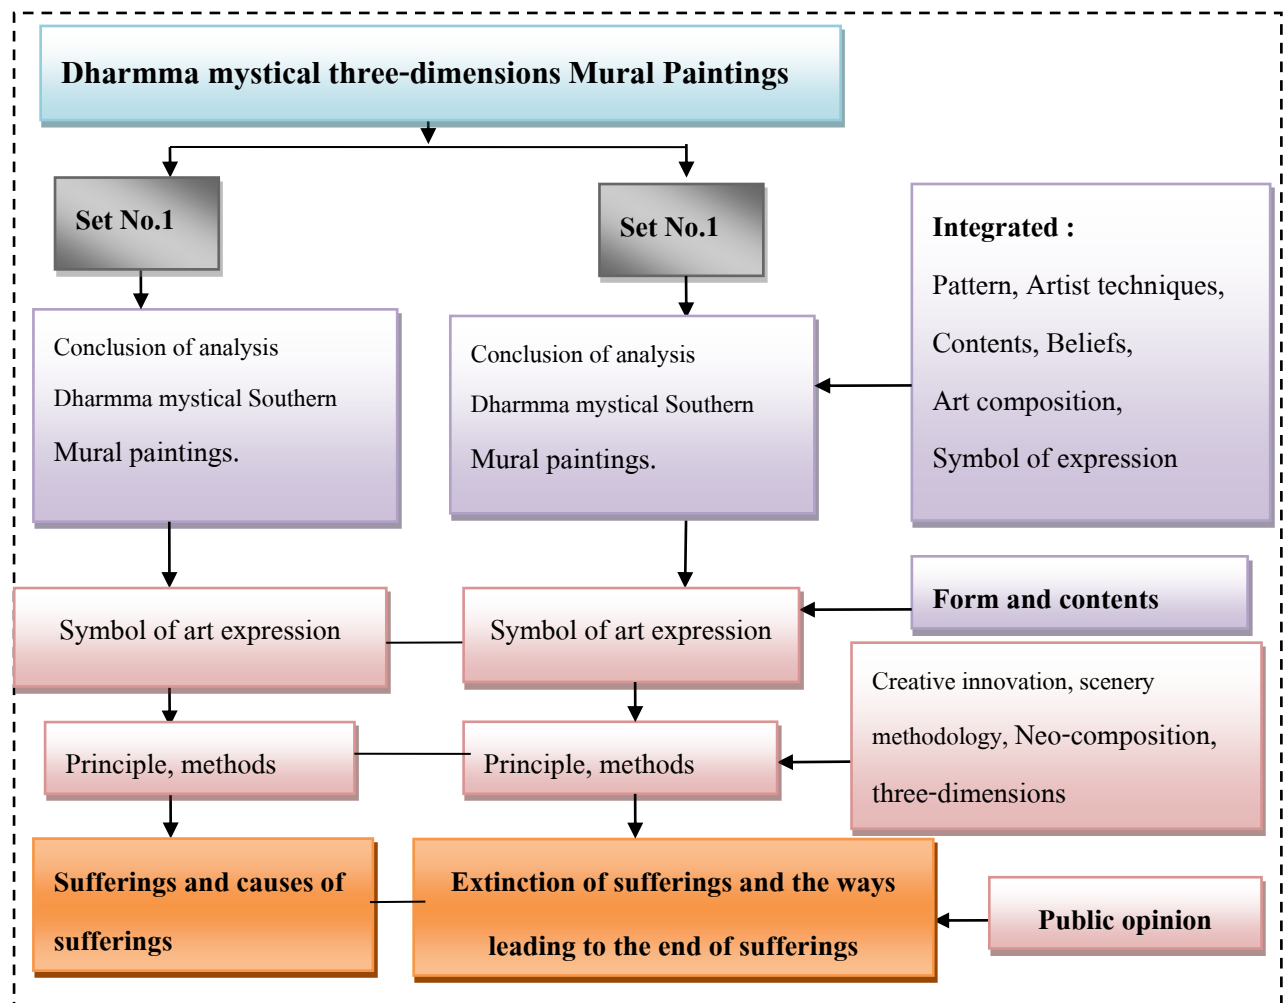 Dharmma mystical three-dimensions Mural Paintings
Set No.1
Set No.1
Integrated :
Pattern, Artist techniques,
Contents, Beliefs,
Art composition,
Symbol of expression
Conclusion of analysis
Dharmma mystical Southern
Mural paintings.
Conclusion of analysis
Dharmma mystical Southern
Mural paintings.
Symbol of art expression
Symbol of art expression
Form and contents
Principle, methods
Principle, methods
Creative innovation, scenery
methodology, Neo-composition,
three-dimensions
Sufferings and causes of
sufferings
Extinction of sufferings and the ways
leading to the end of sufferings
Public opinion